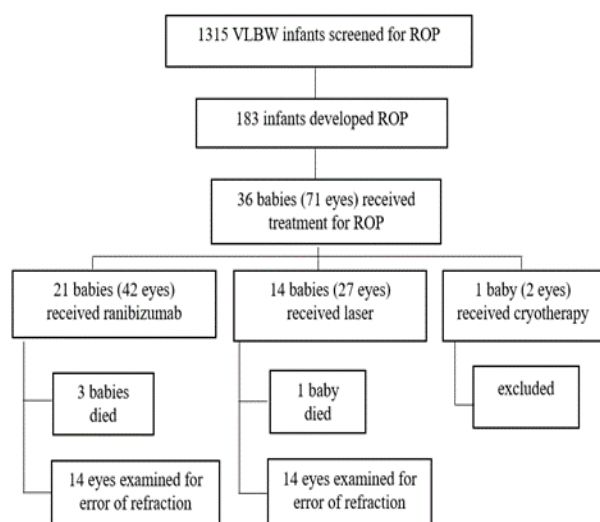 1315 VLBW infants screened for ROP
183 infants developed ROP
36 babies (71 eyes) received
treatment for ROP
21 babies (42 eyes)
received ranibizumab
14 babies (27 eyes)
received laser
1 baby (2 eyes)
received cryotherapy
3 babies
died
1 baby
died
excluded
14 eyes examined for
error of refraction
14 eyes examined for
error of refraction